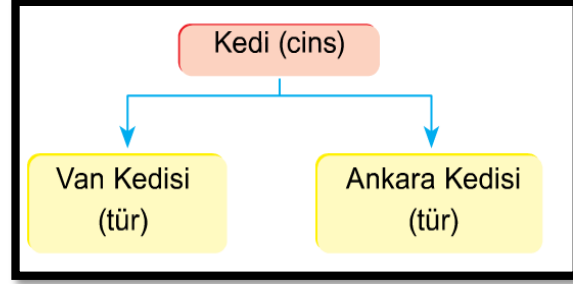 Kedi (cins)
Van Kedisi
(tür)
Ankara Kedisi
(tür)